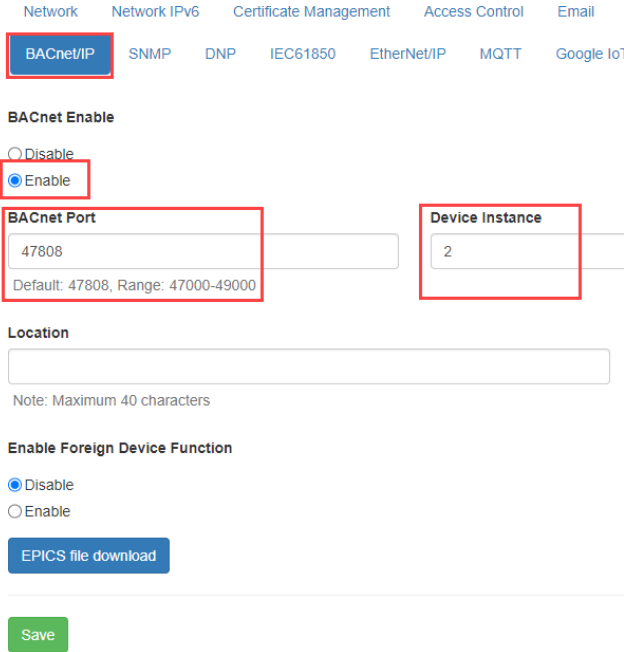 Network Network IPv6 Certificate Management Access Control Email
BACnet/IP SNMP DNP IEC61850 EtherNet/IP MQTT Google IoT
BACnet Enable
Disable
Enable
BACnet Port Device Instance
47808 2
Default: 47808, Range: 47000-49000
Location
Note: Maximum 40 characters
Enable Foreign Device Function
Disable
Enable
EPICS file download
Save